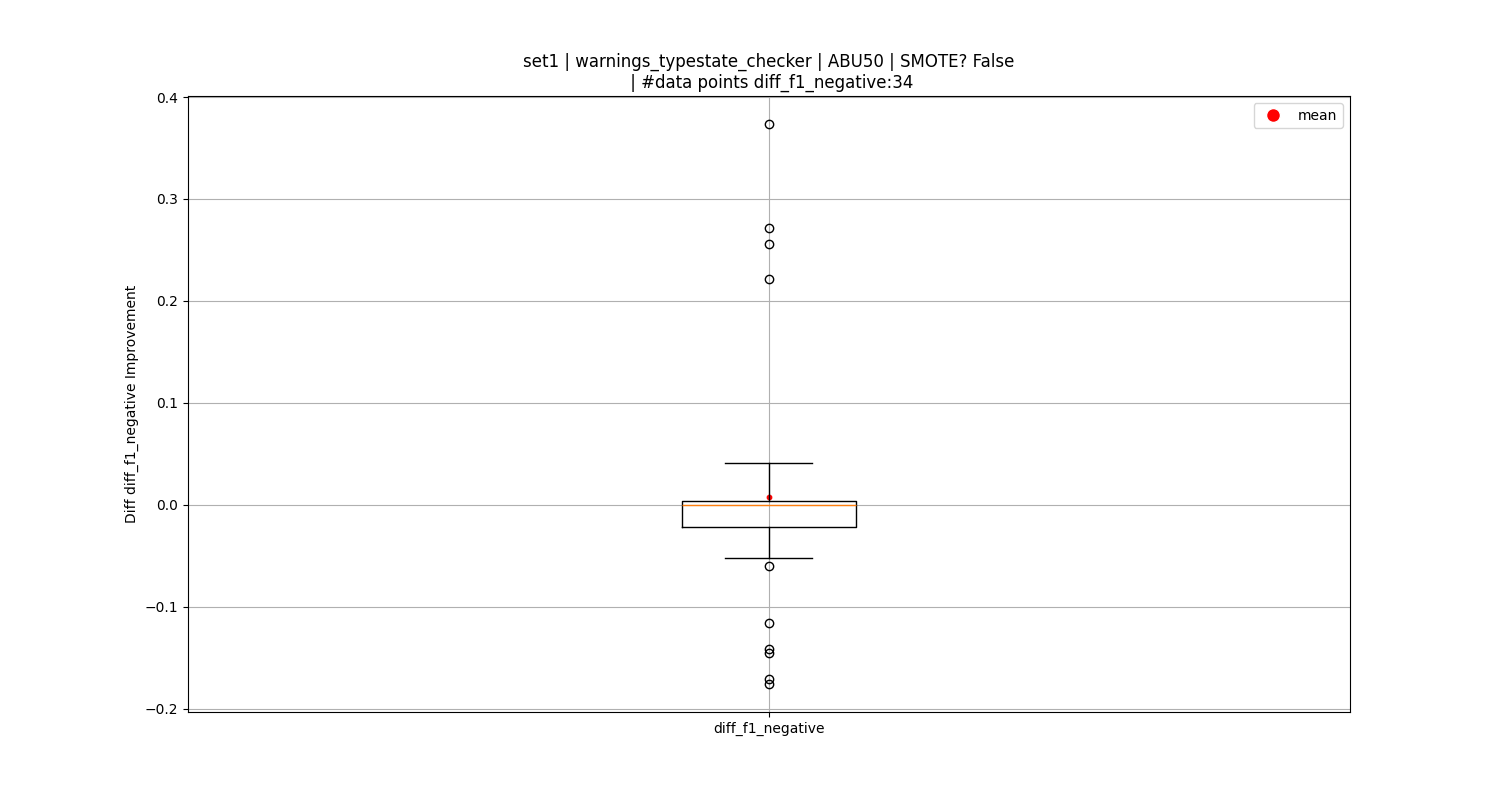 set1 | warnings_typestate_checker | ABU50 | SMOTE? False
| #data points diff_f1_negative:34
mean
0.4
0.3
0.2
0.1
0.0
−0.1
−0.2
Diff diff_f1_negative Improvement
diff_f1_negative